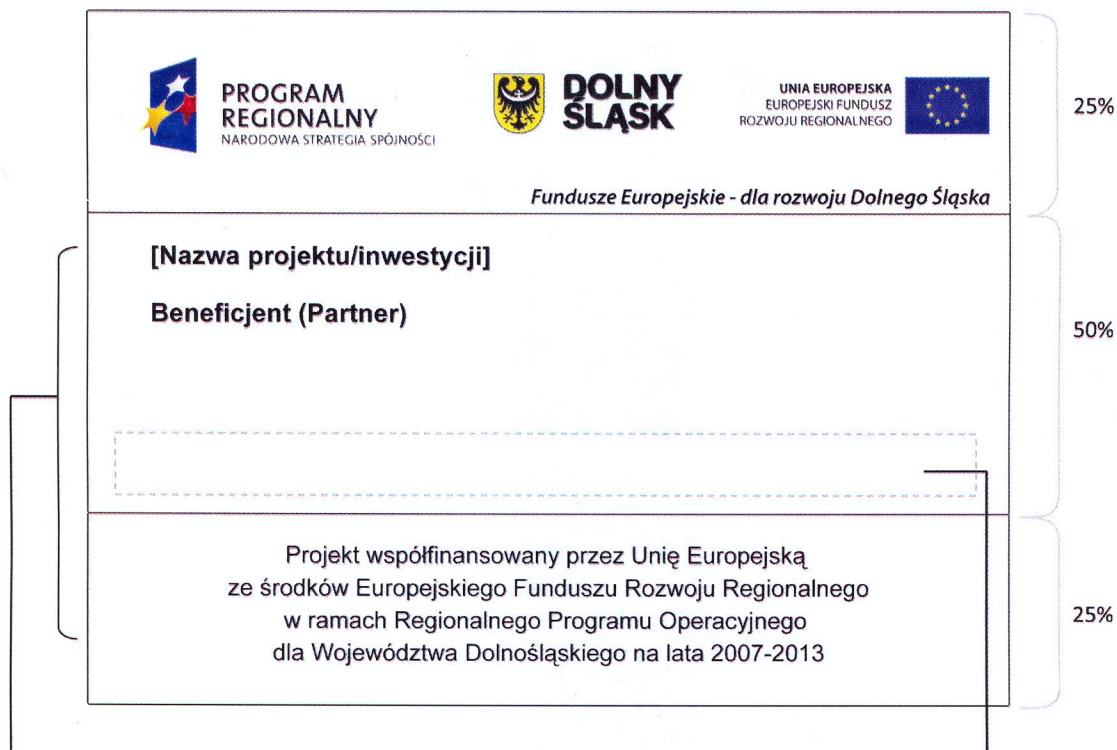 PROGRAM
REGIONALNY
NARODOWA STRATEGIA SPÓJNOŚCI
DOLNY
ŚLĄSK
UNIA EUROPEJSKA
EUROPEJSKI FUNDUSZ
ROZWOJU REGIONALNEGO
25%
Fundusze Europejskie - dla rozwoju Dolnego Śląska
[Nazwa projektu/inwestycji]
Beneficjent (Partner)
50%
Projekt współfinansowany przez Unię Europejską
ze środków Europejskiego Funduszu Rozwoju Regionalnego
w ramach Regionalnego Programu Operacyjnego
dla Województwa Dolnośląskiego na lata 2007-2013
25%